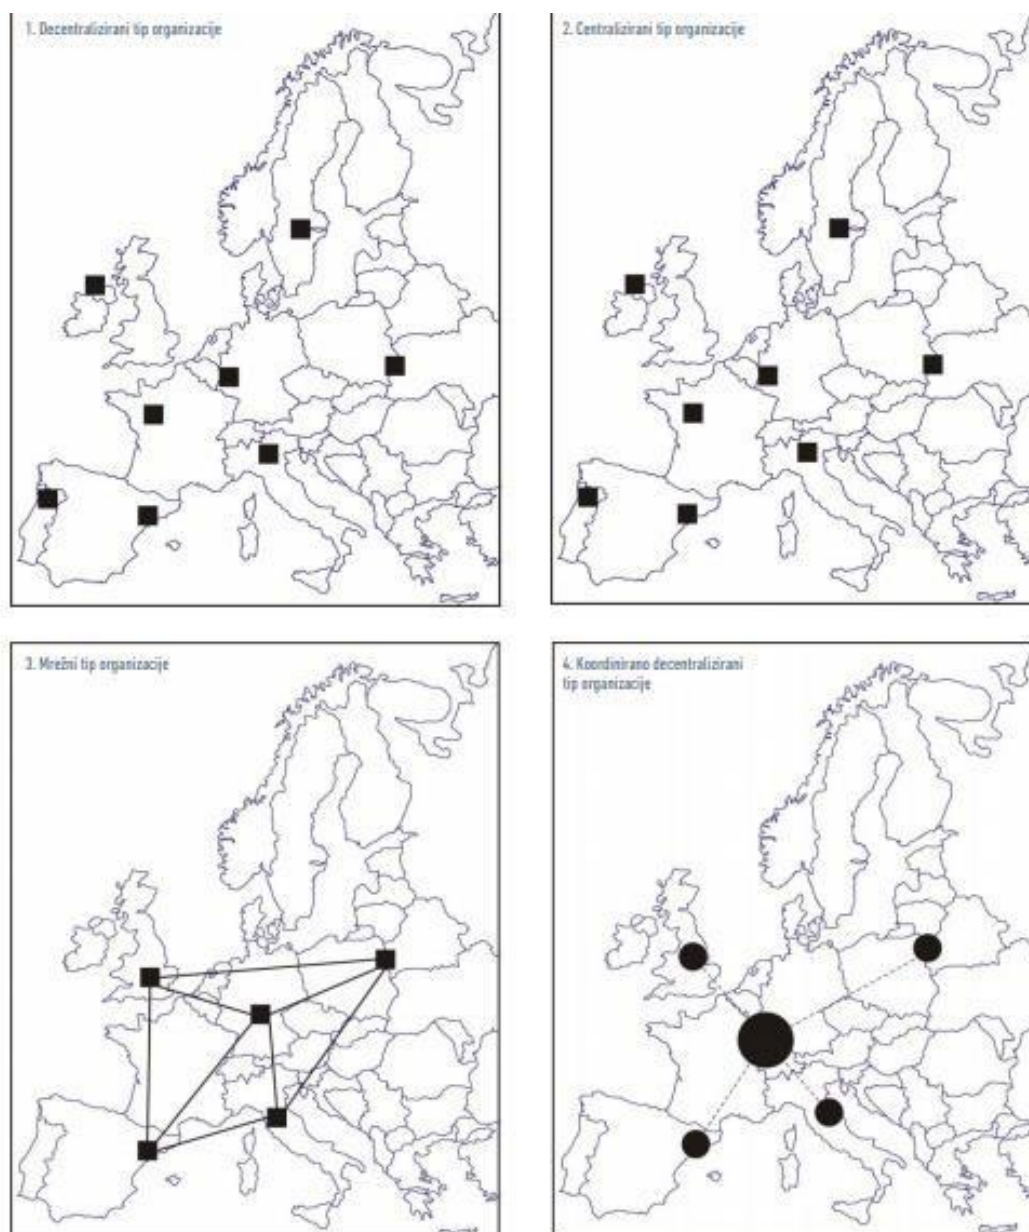 1. Decentralizirani tip organizacije
2. Centralizirani tip organizacije
3. Mrežni tip organizacije
4. Koordinirano decentralizirani
tip organizacije